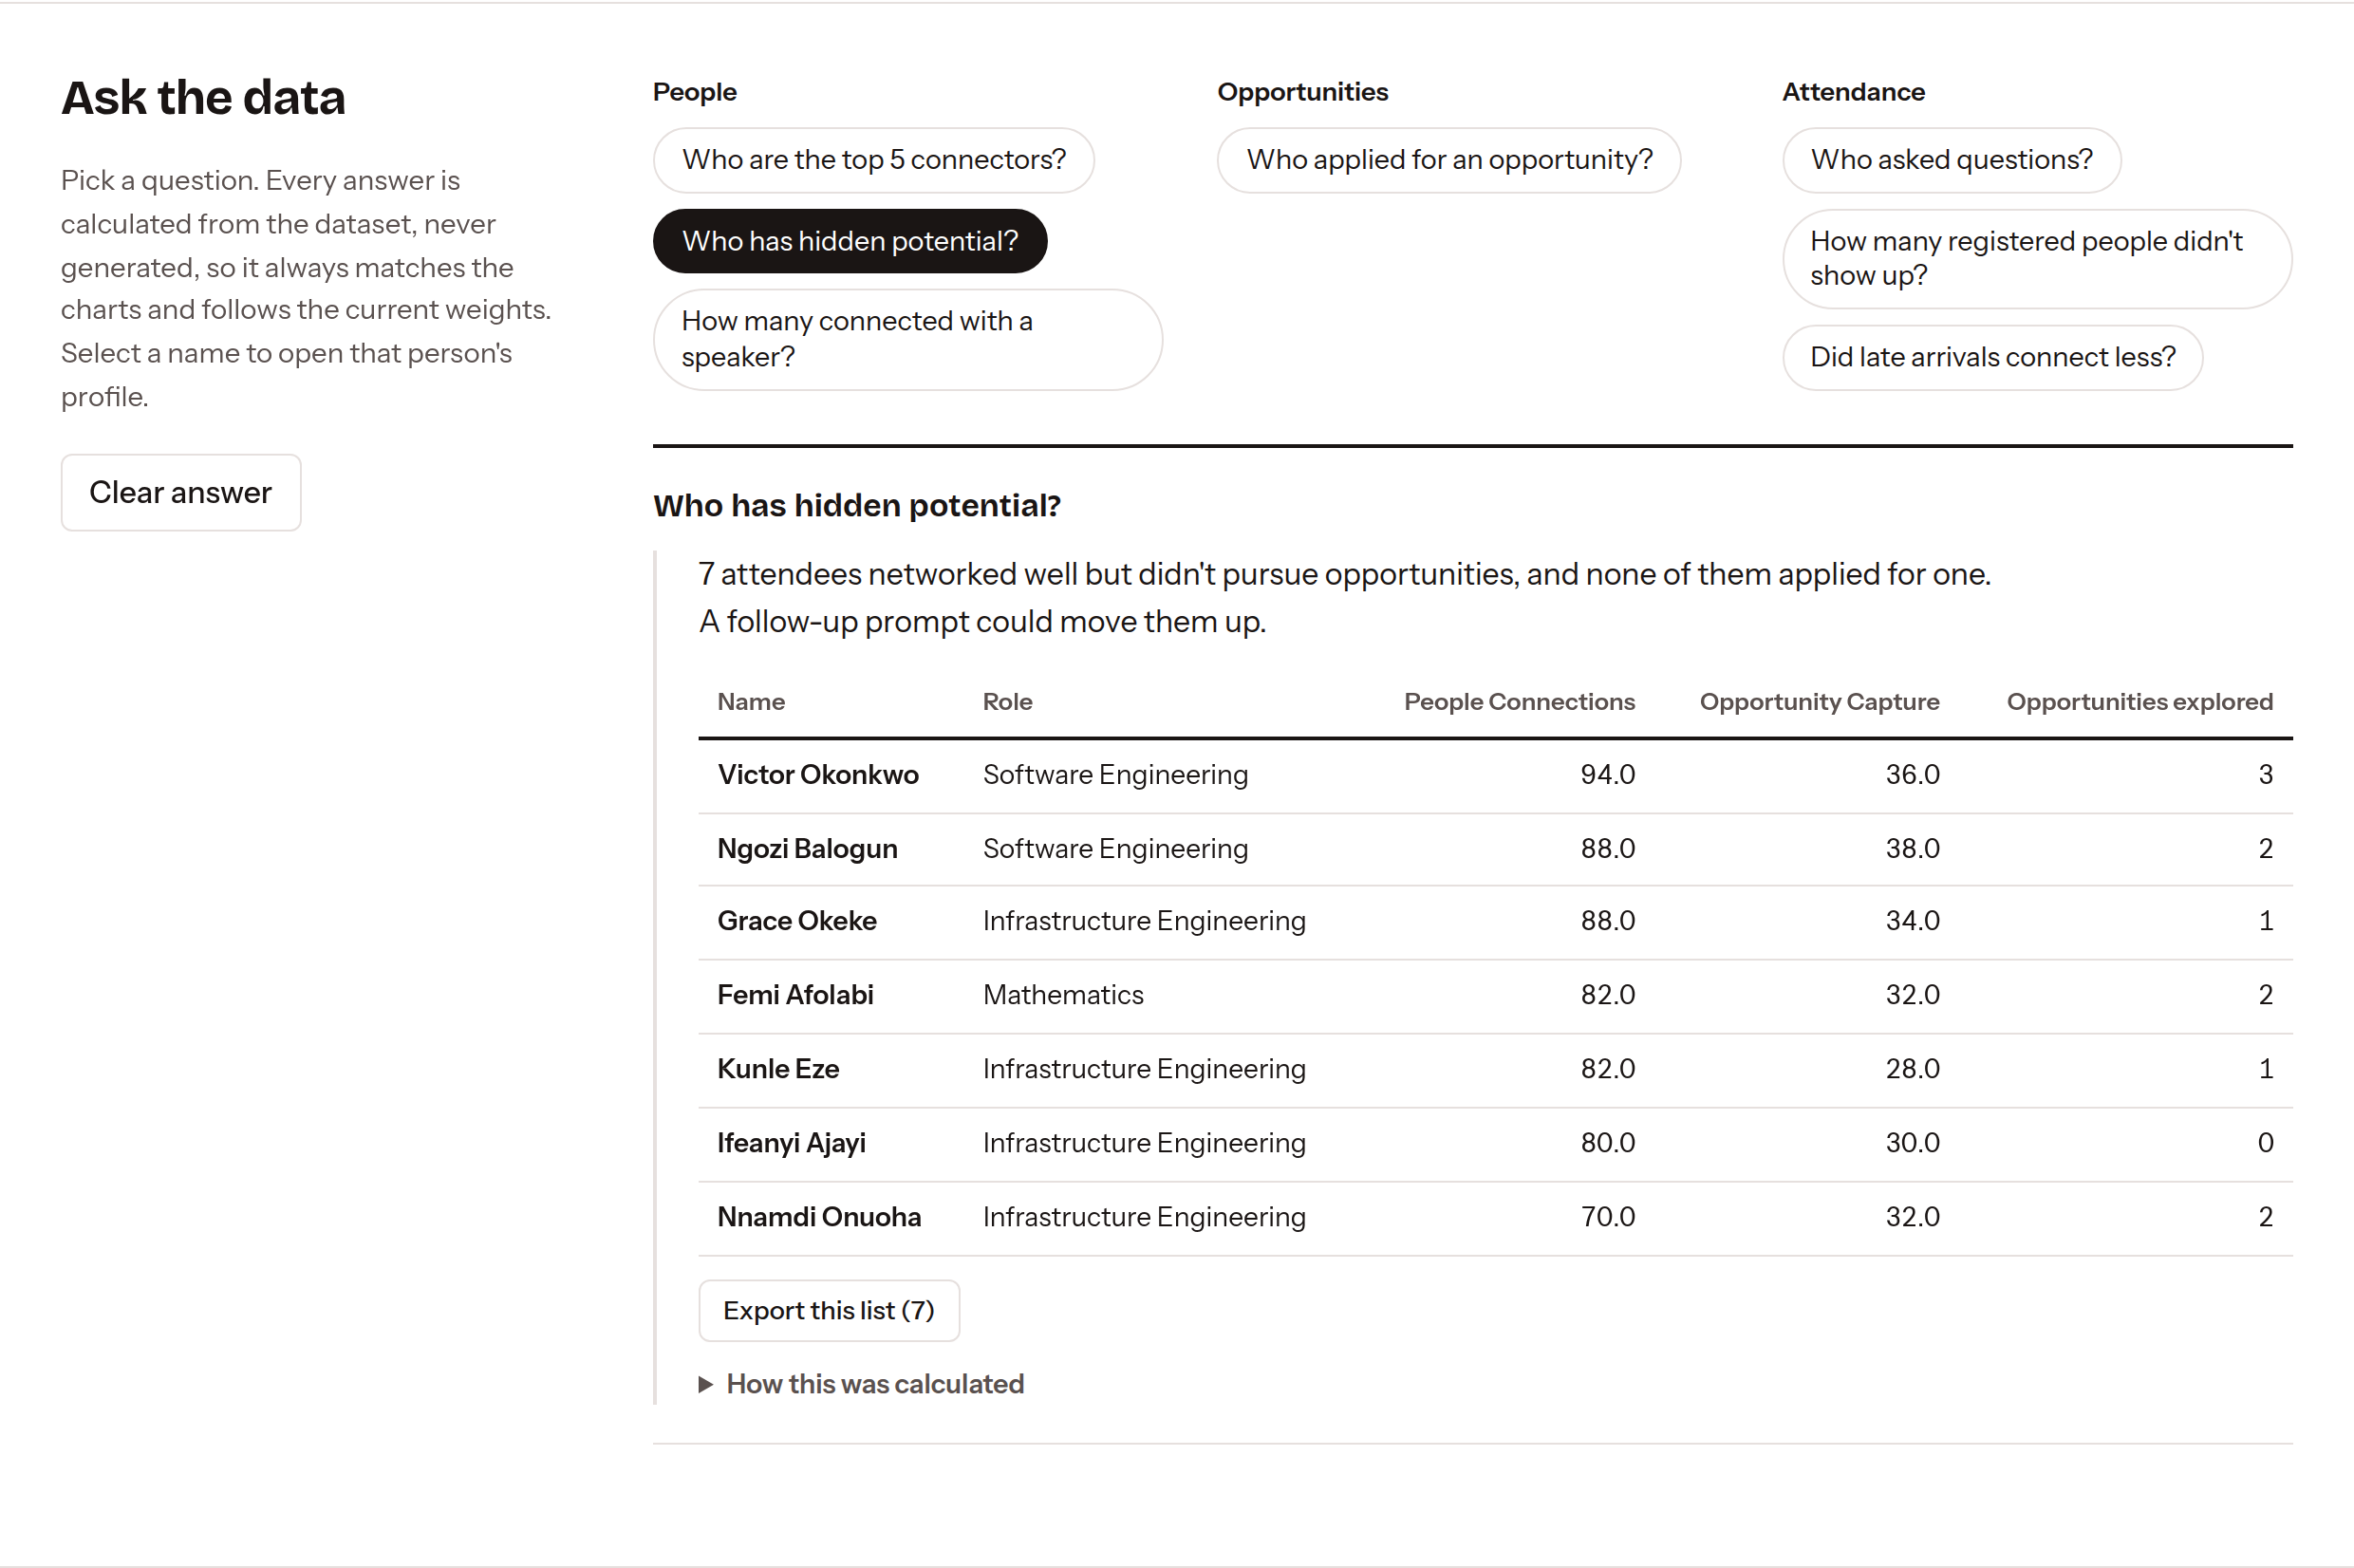 Ask the data
Pick a question. Every answer is
calculated from the dataset, never
generated, so it always matches the
charts and follows the current weights.
Select a name to open that person's
profile.
Clear answer
People
Who are the top 5 connectors?
Who has hidden potential?
How many connected with a
speaker?
Opportunities
Who applied for an opportunity?
Attendance
Who asked questions?
How many registered people didn't
show up?
Did late arrivals connect less?
Who has hidden potential?
7 attendees networked well but didn't pursue opportunities, and none of them applied for one.
A follow-up prompt could move them up.
Name Role People Connections Opportunity Capture Opportunities explored
Victor Okonkwo Software Engineering 94.0 36.0 3
Ngozi Balogun Software Engineering 88.0 38.0 2
Grace Okeke Infrastructure Engineering 88.0 34.0 1
Femi Afolabi Mathematics 82.0 32.0 2
Kunle Eze Infrastructure Engineering 82.0 28.0 1
Ifeanyi Ajayi Infrastructure Engineering 80.0 30.0 0
Nnamdi Onuoha Infrastructure Engineering 70.0 32.0 2
Export this list (7)
How this was calculated